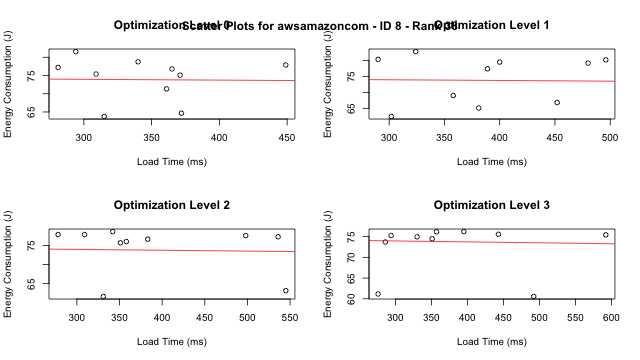 Scatter Plots for awsamazoncom - ID 8 - Rank
Optimization Level 0
Energy Consumption (J)
75
65
300
400
450
Load Time (ms)
Optimization Level 1
Energy Consumption (J)
75
65
300
350
400
450
500
Load Time (ms)
Optimization Level 2
Energy Consumption (J)
75
65
300
350
400
450
500
550
Load Time (ms)
Optimization Level 3
Energy Consumption (J)
75
70
65
60
300
350
400
450
500
550
600
Load Time (ms)